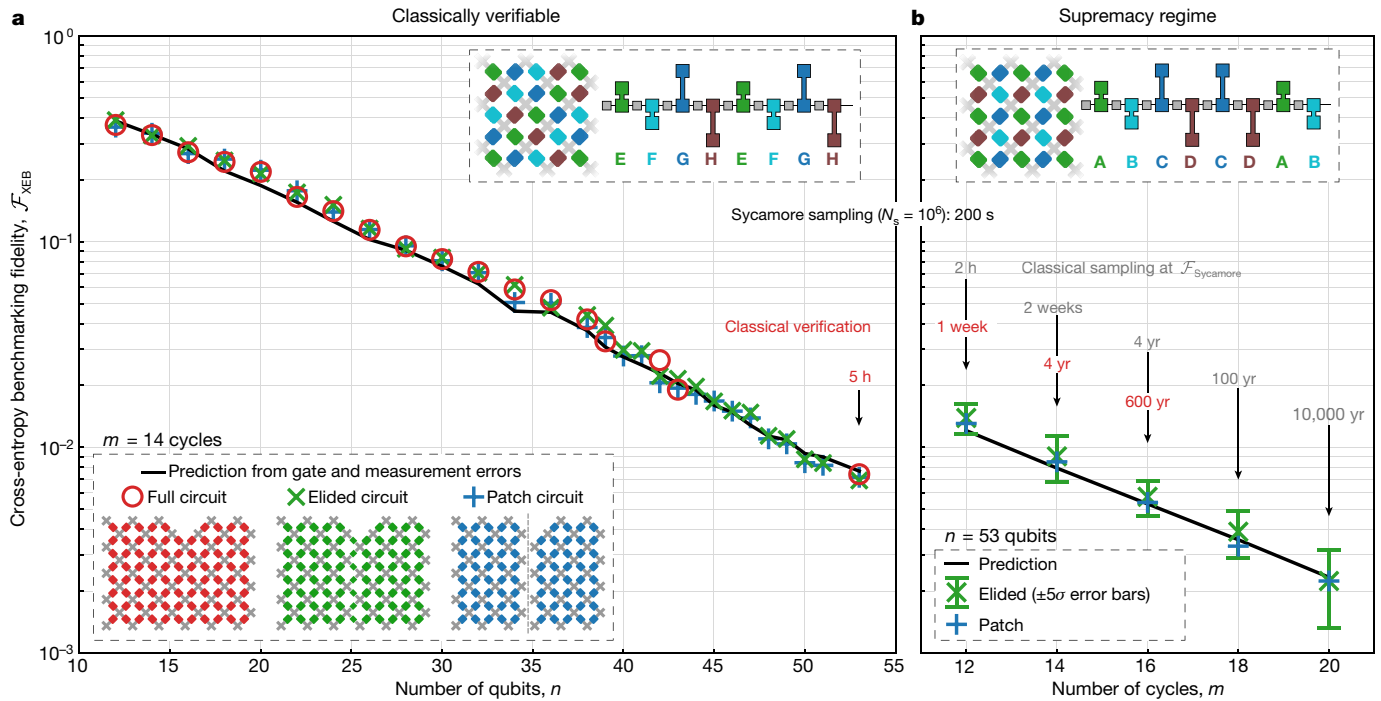 a
Classically verifiable
10⁰
10⁻¹
10⁻²
10⁻³
Cross-entropy benchmarking fidelity, ℱ_XEB
E F G H E F G H
Sycamore sampling (Nₛ = 10⁶): 200 s
Classical verification
5 h
m = 14 cycles
Prediction from gate and measurement errors
Full circuit
Elided circuit
Patch circuit
10 15 20 25 30 35 40 45 50 55
Number of qubits, n
b
Supremacy regime
A B C D C D A B
Classical sampling at ℱ_Sycamore
2 h
1 week
2 weeks
4 yr
4 yr
600 yr
100 yr
10,000 yr
n = 53 qubits
Prediction
Elided (±5σ error bars)
Patch
12 14 16 18 20
Number of cycles, m